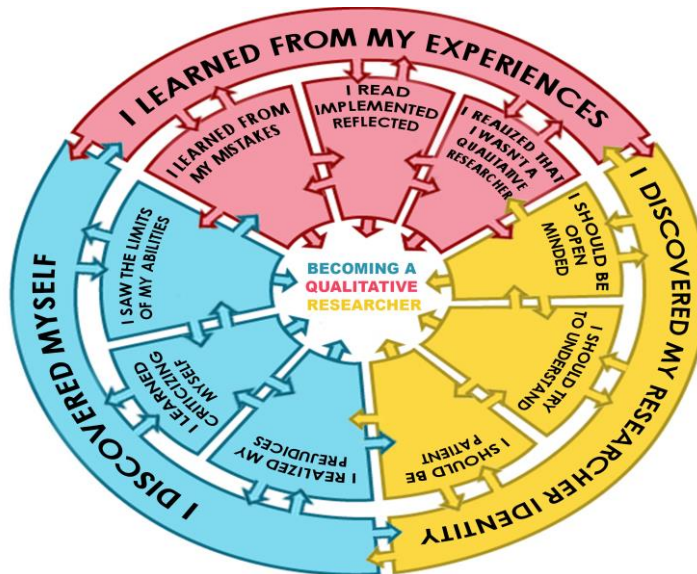 I LEARNED FROM MY EXPERIENCES
I LEARNED FROM
MY MISTAKES
I READ
IMPLEMENTED
REFLECTED
I REALIZED THAT
I WASN'T A
QUALITATIVE
RESEARCHER
I DISCOVERED MY RESEARCHER IDENTITY
I SHOULD BE
OPEN
MINDED
I SHOULD TRY
TO UNDERSTAND
I SHOULD BE
PATIENT
I DISCOVERED MYSELF
I SAW THE LIMITS
OF MY ABILITIES
I LEARNED
CRITICIZING
MYSELF
I REALIZED MY
PREJUDICES
BECOMING A
QUALITATIVE
RESEARCHER